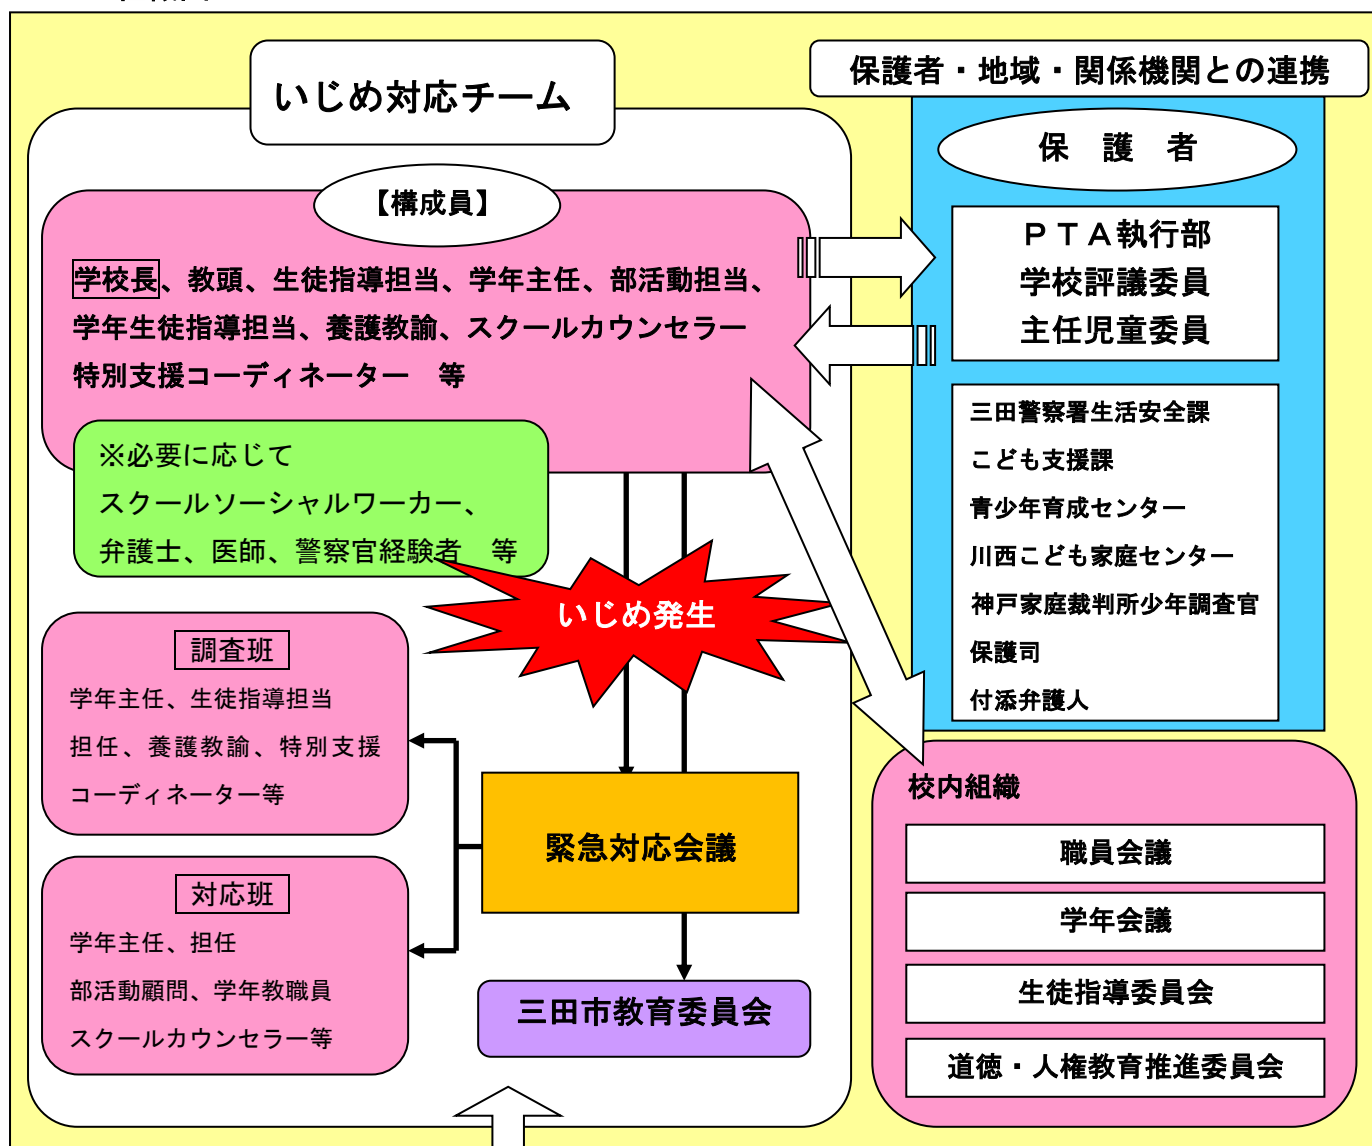 いじめ対応チーム
【構成員】
学校長、教頭、生徒指導担当、学年主任、部活動担当、
学年生徒指導担当、養護教諭、スクールカウンセラー
特別支援コーディネーター　等
※必要に応じて
スクールソーシャルワーカー、
弁護士、医師、警察官経験者　等
いじめ発生
調査班
学年主任、生徒指導担当
担任、養護教諭、特別支援
コーディネーター等
緊急対応会議
対応班
学年主任、担任
部活動顧問、学年教職員
スクールカウンセラー等
三田市教育委員会
保護者・地域・関係機関との連携
保　護　者
ＰＴＡ執行部
学校評議委員
主任児童委員
三田警察署生活安全課
こども支援課
青少年育成センター
川西こども家庭センター
神戸家庭裁判所少年調査官
保護司
付添弁護人
校内組織
職員会議
学年会議
生徒指導委員会
道徳・人権教育推進委員会